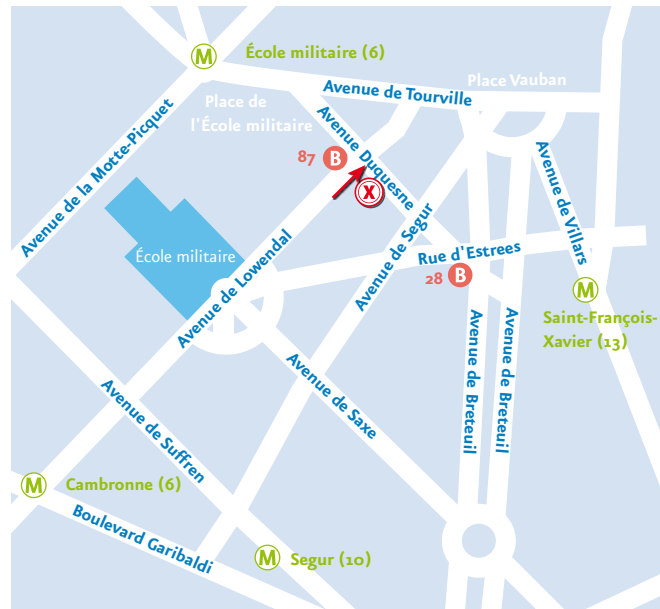 M
École militaire (6)
Avenue de Tourville
Place Vauban
Place de
l'École militaire
Avenue de la Motte-Picquet
Avenue Duquesne
87
B
X
Avenue de Villars
Avenue de Segur
Rue d'Estrees
28
B
École militaire
Avenue de Lowendal
M
Saint-François-
Xavier (13)
Avenue de Breteuil
Avenue de Breteuil
Avenue de Saxe
Avenue de Suffren
M
Cambronne (6)
Boulevard Garibaldi
M
Segur (10)